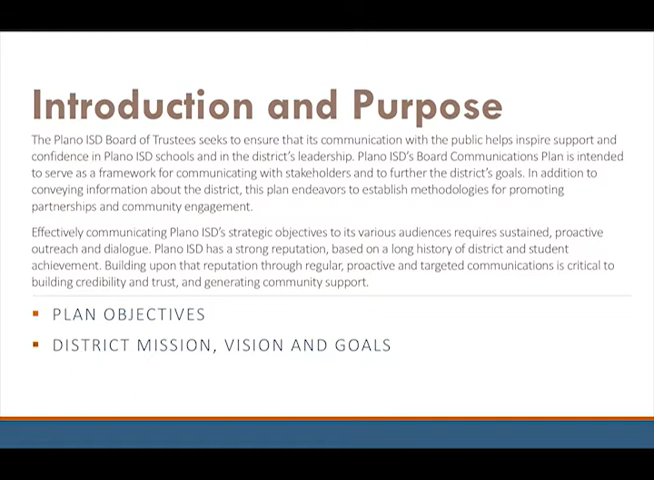 Introduction and Purpose
The Plano ISD Board of Trustees seeks to ensure that its communication with the public helps inspire support and
confidence in Plano ISD schools and in the district's leadership. Plano ISD's Board Communications Plan is intended
to serve as a framework for communicating with stakeholders and to further the district's goals. In addition to
conveying information about the district, this plan endeavors to establish methodologies for promoting
partnerships and community engagement.
Effectively communicating Plano ISD's strategic objectives to its various audiences requires sustained, proactive
outreach and dialogue. Plano ISD has a strong reputation, based on a long history of district and student
achievement. Building upon that reputation through regular, proactive and targeted communications is critical to
building credibility and trust, and generating community support.
▪ PLAN OBJECTIVES
▪ DISTRICT MISSION, VISION AND GOALS